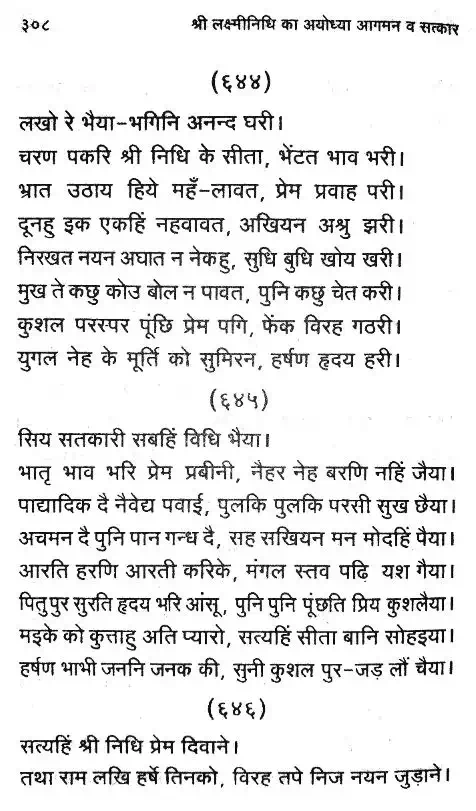 ३०८ श्री लक्ष्मीनिधि का अयोध्या आगमन व सत्कार
(६४४)
लखो रे भैया-भगिनि अनन्द घरी।
चरण पकरि श्री निधि के सीता, भेंटत भाव भरी।
भ्रात उठाय हिये महँ-लावत, प्रेम प्रवाह परी।
दूनहु इक एकहिं नहवावत, अखियन अश्रु झरी।
निरखत नयन अघात न नेकहु, सुधि बुधि खोय खरी।
मुख ते कछु कोउ बोल न पावत, पुनि कछु चेत करी।
कुशल परस्पर पूंछि प्रेम पगि, फेंक विरह गठरी।
युगल नेह के मूर्ति को सुमिरन, हर्षण हृदय हरी।
(६४५)
सिय सतकारी सबहिं विधि भैया।
भातृ भाव भरि प्रेम प्रबीनी, नैहर नेह बरणि नहिं जैया।
पाद्यादिक दै नैवेद्य पवाई, पुलकि पुलकि परसी सुख छैया।
अचमन दै पुनि पान गन्ध दै, सह सखियन मन मोदहिं पैया।
आरति हरणि आरती करिके, मंगल स्तव पढ़ि यश गैया।
पितु पुर सुरति हृदय भरि आंसू, पुनि पुनि पूंछति प्रिय कुशलैया।
मइके को कुत्ताहु अति प्यारो, सत्यहिं सीता बानि सोहइया।
हर्षण भाभी जननि जनक की, सुनी कुशल पुर-जड़ लौं चैया।
(६४६)
सत्यहिं श्री निधि प्रेम दिवाने।
तथा राम लखि हर्षे तिनको, विरह तपे निज नयन जुड़ाने।